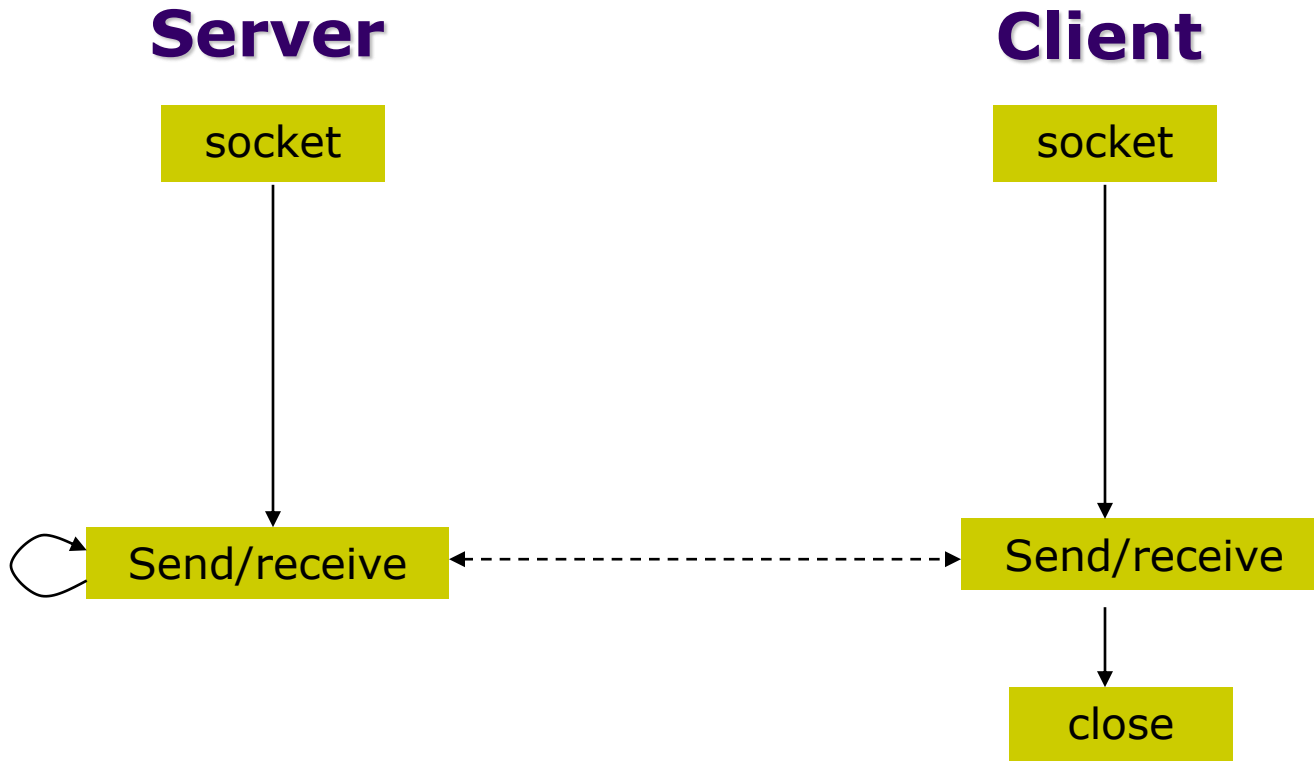 Server
Client
socket
socket
Send/receive
Send/receive
close